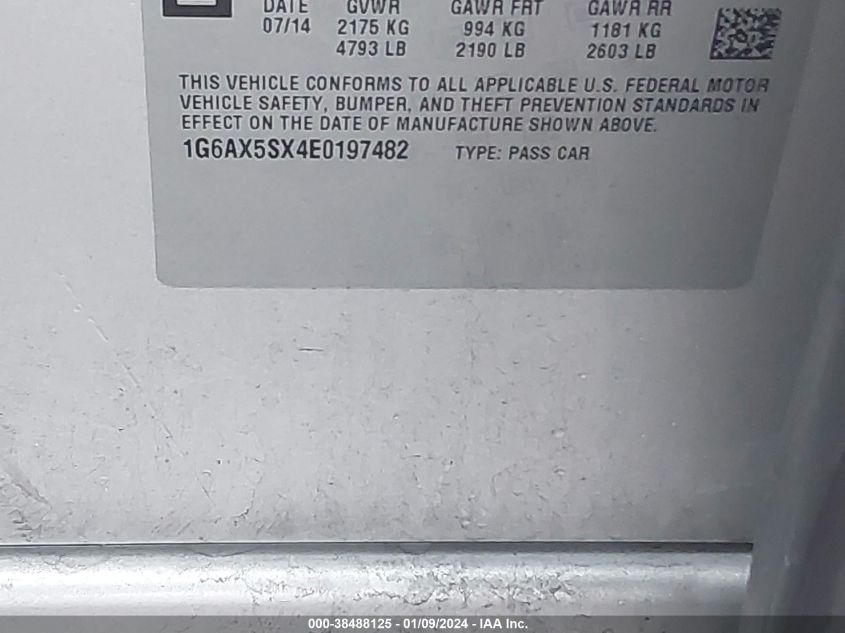 DATE GVWR GAWR FRT GAWR RR
07/14 2175 KG 994 KG 1181 KG
4793 LB 2190 LB 2603 LB
THIS VEHICLE CONFORMS TO ALL APPLICABLE U.S. FEDERAL MOTOR
VEHICLE SAFETY, BUMPER, AND THEFT PREVENTION STANDARDS IN
EFFECT ON THE DATE OF MANUFACTURE SHOWN ABOVE.
1G6AX5SX4E0197482 TYPE: PASS CAR
000-38488125 - 01/09/2024 - IAA Inc.